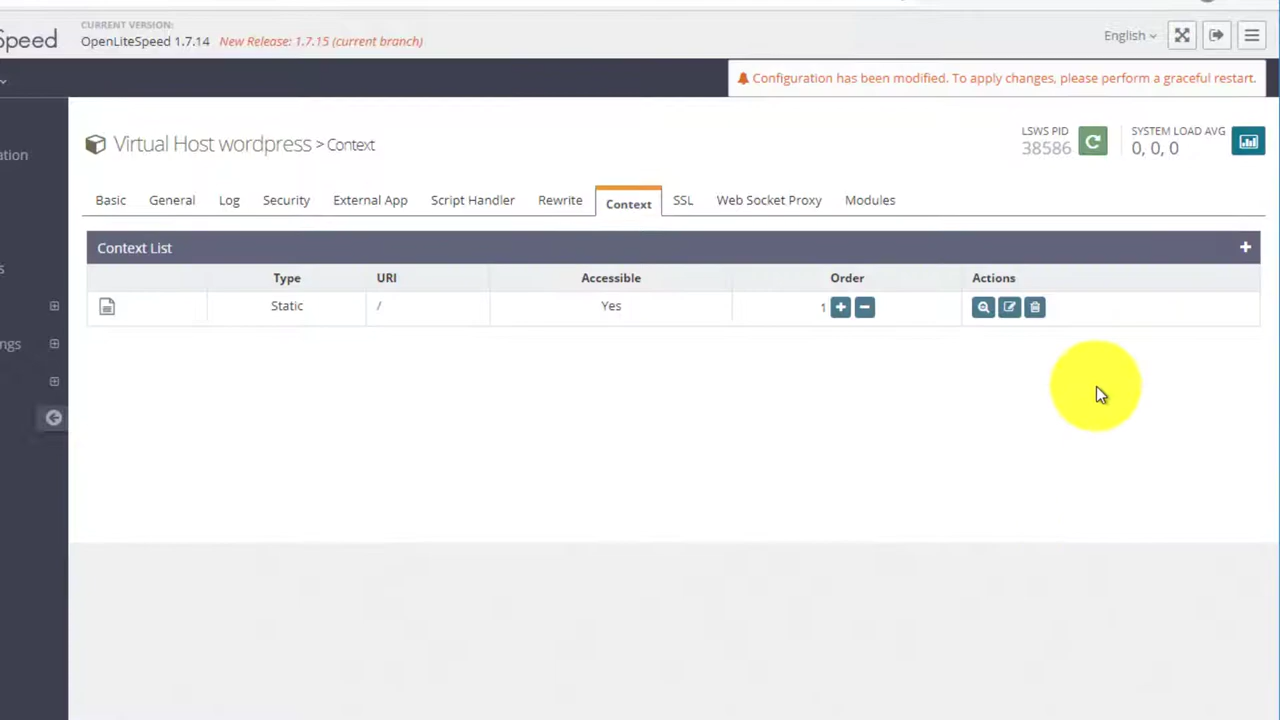 CURRENT VERSION:
Speed
OpenLiteSpeed 1.7.14 New Release: 1.7.15 (current branch)
English
Configuration has been modified. To apply changes, please perform a graceful restart.
ation
Virtual Host wordpress > Context
LSWS PID
38586
SYSTEM LOAD AVG
0, 0, 0
Basic General Log Security External App Script Handler Rewrite Context SSL Web Socket Proxy Modules
Context List
Type URI Accessible Order Actions
s
Static / Yes 1
ngs